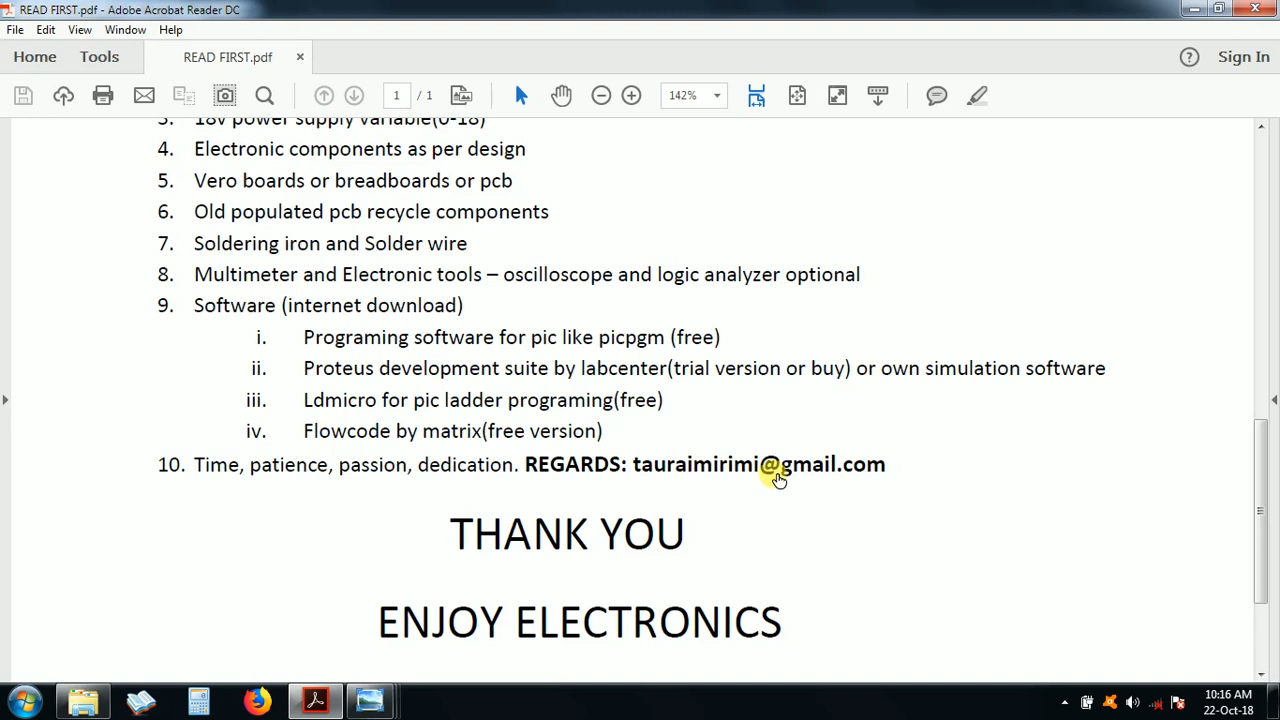 READ FIRST.pdf - Adobe Acrobat Reader DC
File Edit View Window Help
Home Tools READ FIRST.pdf × ? Sign In
1 / 1 142%
3. 18v power supply variable(0-18)
4. Electronic components as per design
5. Vero boards or breadboards or pcb
6. Old populated pcb recycle components
7. Soldering iron and Solder wire
8. Multimeter and Electronic tools – oscilloscope and logic analyzer optional
9. Software (internet download)
i. Programing software for pic like picpgm (free)
ii. Proteus development suite by labcenter(trial version or buy) or own simulation software
iii. Ldmicro for pic ladder programing(free)
iv. Flowcode by matrix(free version)
10. Time, patience, passion, dedication. REGARDS: tauraimirimi@gmail.com
THANK YOU
ENJOY ELECTRONICS
10:16 AM
22-Oct-18